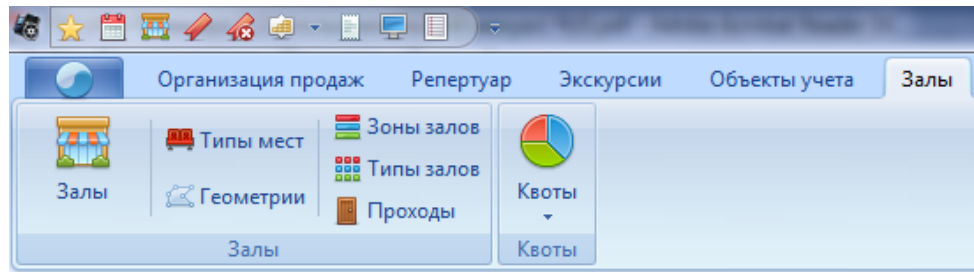 Организация продаж Репертуар Экскурсии Объекты учета Залы
Залы
Типы мест
Геометрии
Зоны залов
Типы залов
Проходы
Квоты
Залы
Квоты